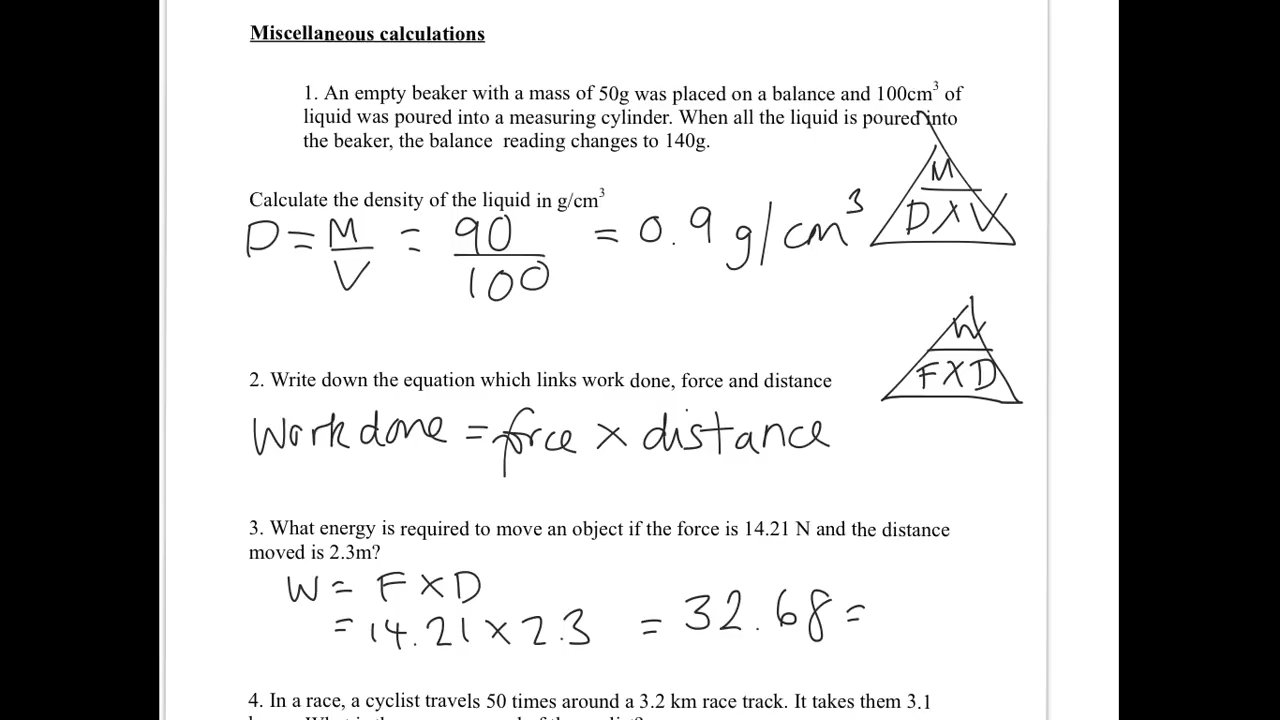 Miscellaneous calculations
1. An empty beaker with a mass of 50g was placed on a balance and 100cm³ of
liquid was poured into a measuring cylinder. When all the liquid is poured into
the beaker, the balance reading changes to 140g.
M
D X V
Calculate the density of the liquid in g/cm³
D = M/V = 90/100 = 0.9 g/cm³
W
F X D
2. Write down the equation which links work done, force and distance
Work done = force x distance
3. What energy is required to move an object if the force is 14.21 N and the distance
moved is 2.3m?
W = F X D
= 14.21 x 2.3 = 32.68 =
4. In a race, a cyclist travels 50 times around a 3.2 km race track. It takes them 3.1